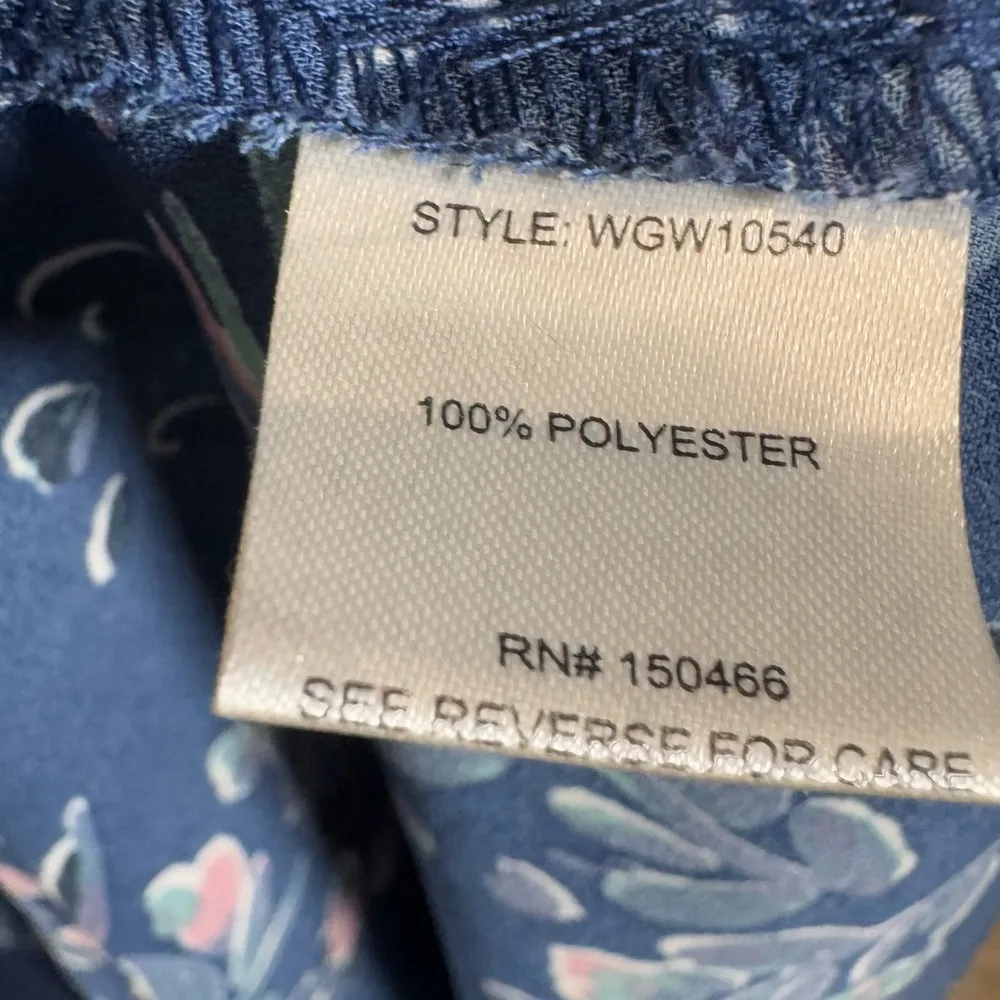 STYLE: WGW10540
100% POLYESTER
RN# 150466
SEE REVERSE FOR CARE